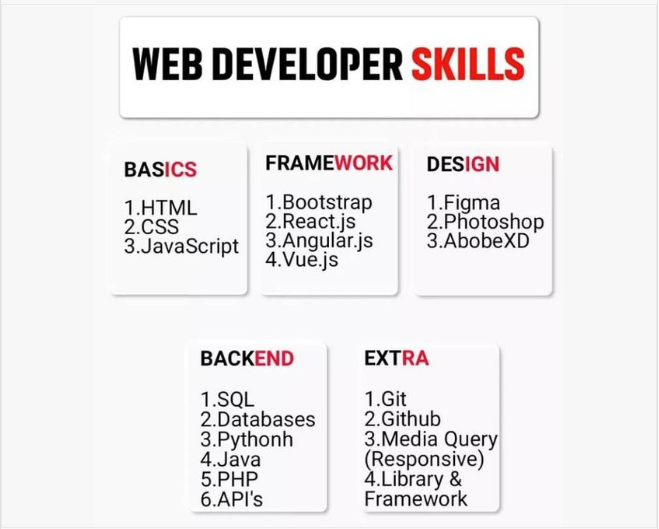 WEB DEVELOPER SKILLS
BASICS
1.HTML
2.CSS
3.JavaScript
FRAMEWORK
1.Bootstrap
2.React.js
3.Angular.js
4.Vue.js
DESIGN
1.Figma
2.Photoshop
3.AbobeXD
BACKEND
1.SQL
2.Databases
3.Pythonh
4.Java
5.PHP
6.API's
EXTRA
1.Git
2.Github
3.Media Query
(Responsive)
4.Library &
Framework